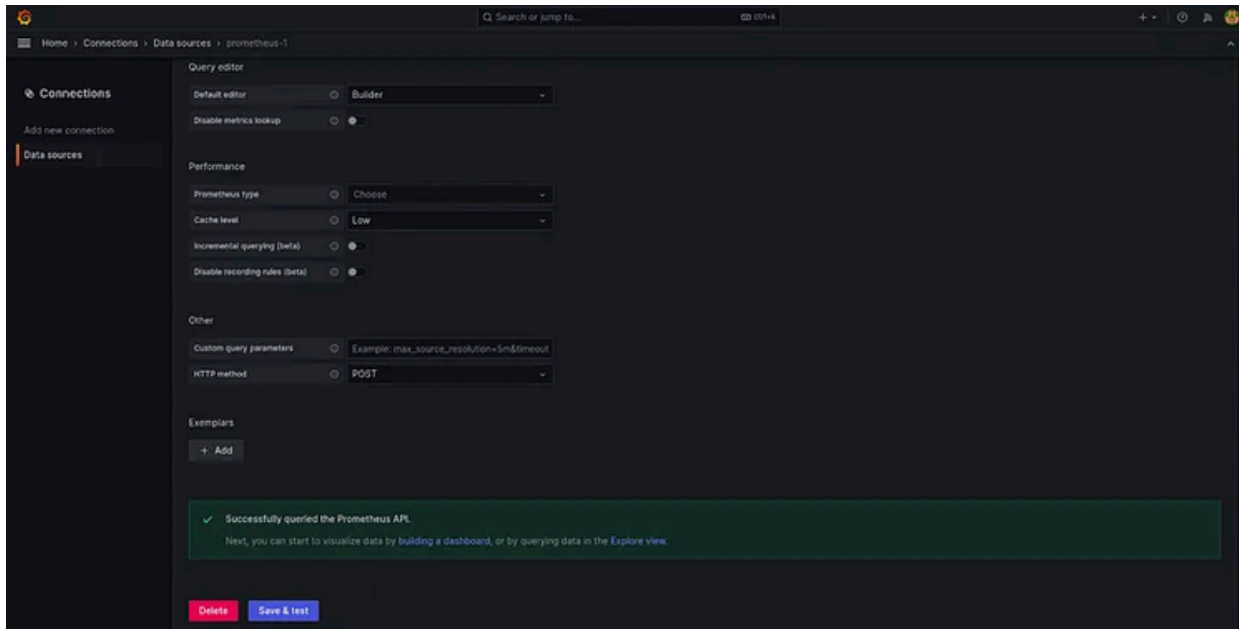 Search or jump to...
ctrl+k
Home › Connections › Data sources › prometheus-1
Connections
Add new connection
Data sources
Query editor
Default editor
Builder
Disable metrics lookup
Performance
Prometheus type
Choose
Cache level
Low
Incremental querying (beta)
Disable recording rules (beta)
Other
Custom query parameters
Example: max_source_resolution=5m&timeout
HTTP method
POST
Exemplars
+ Add
Successfully queried the Prometheus API.
Next, you can start to visualize data by building a dashboard, or by querying data in the Explore view.
Delete
Save & test